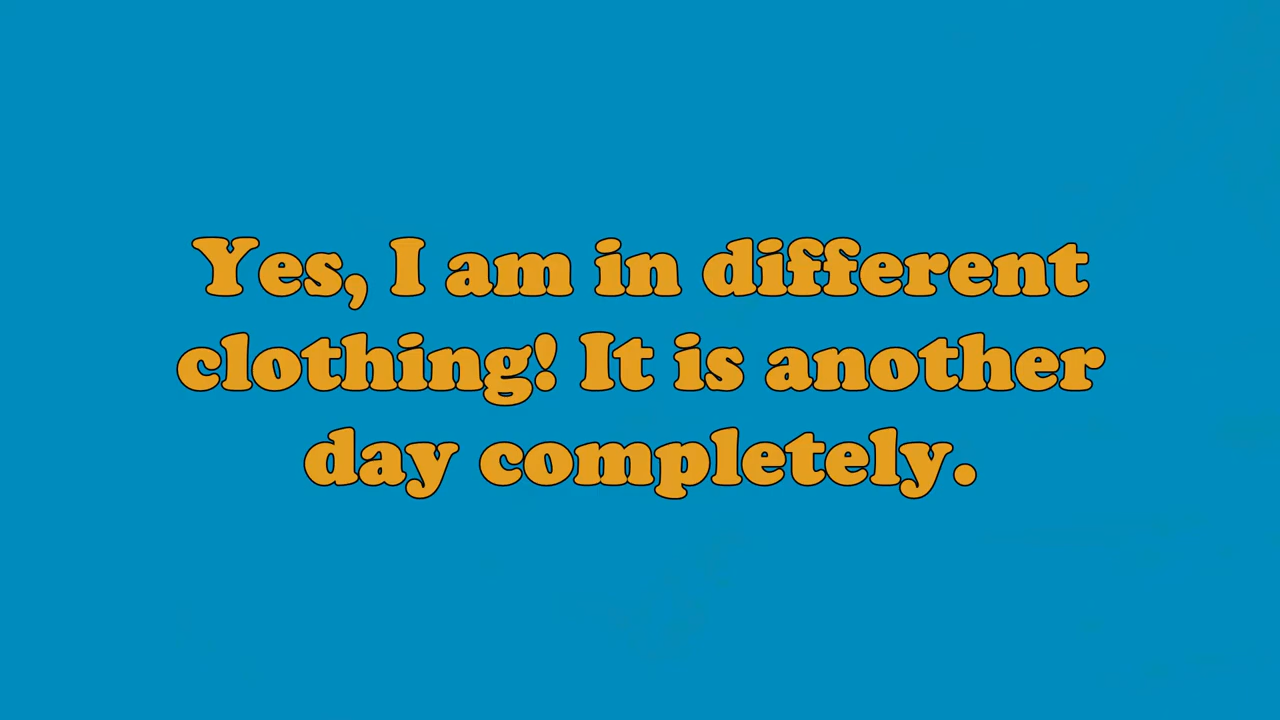 Yes, I am in different
clothing! It is another
day completely.